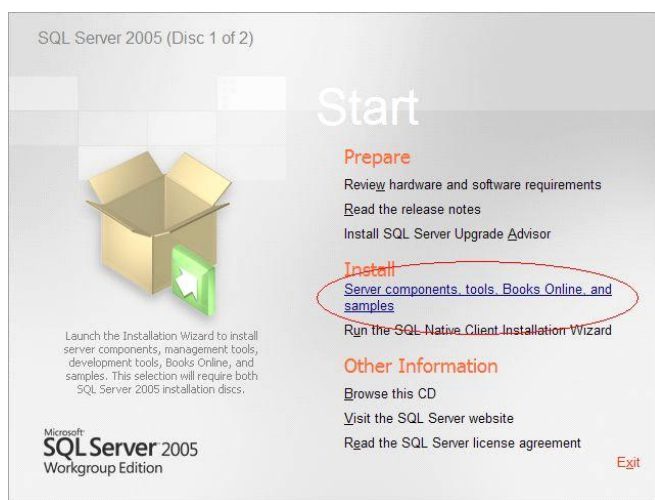 SQL Server 2005 (Disc 1 of 2)
Start
Prepare
Review hardware and software requirements
Read the release notes
Install SQL Server Upgrade Advisor
Install
Server components, tools, Books Online, and
samples
Run the SQL Native Client Installation Wizard
Launch the Installation Wizard to install
server components, management tools,
development tools, Books Online, and
samples. This selection will require both
SQL Server 2005 installation discs.
Other Information
Browse this CD
Visit the SQL Server website
Read the SQL Server license agreement
Microsoft
SQL Server 2005
Workgroup Edition
Exit